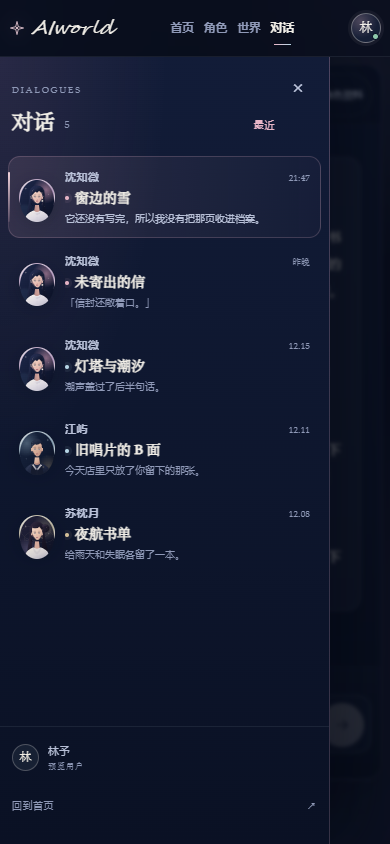 AIworld
首页 角色 世界 对话
林
DIALOGUES
×
对话 5
最近
沈知微 21:47
窗边的雪
它还没有写完，所以我没有把那页收进档案。
沈知微 昨晚
未寄出的信
「信封还敞着口。」
沈知微 12.15
灯塔与潮汐
潮声盖过了后半句话。
江屿 12.11
旧唱片的 B 面
今天店里只放了你留下的那张。
苏枕月 12.08
夜航书单
给雨天和失眠各留了一本。
林 林予
预览用户
回到首页 ↗